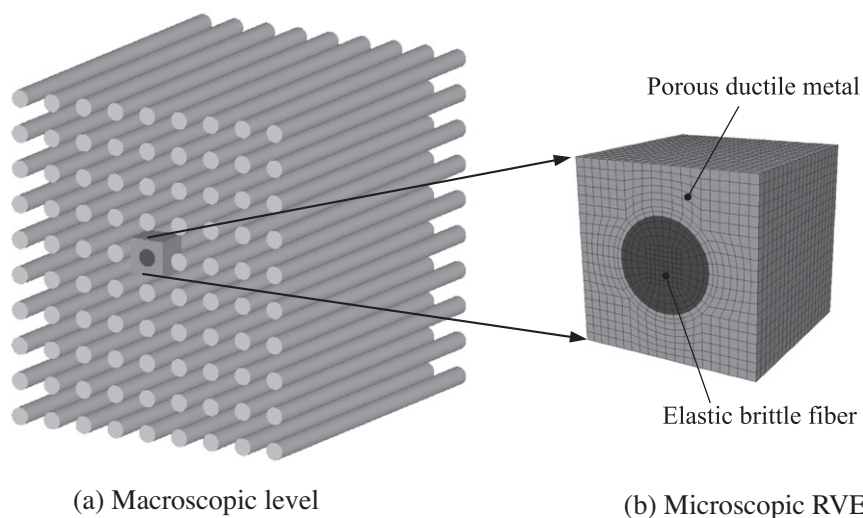 Porous ductile metal
Elastic brittle fiber
(a) Macroscopic level
(b) Microscopic RVE